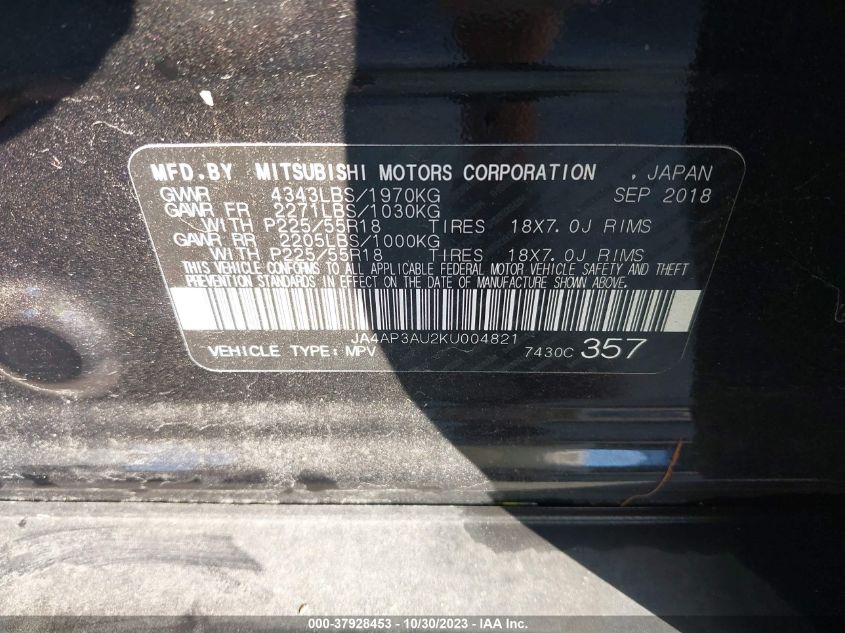 MFD.BY MITSUBISHI MOTORS CORPORATION , JAPAN
GVWR 4343LBS/1970KG SEP 2018
GAWR FR 2271LBS/1030KG
WITH P225/55R18 TIRES 18X7.0J RIMS
GAWR RR 2205LBS/1000KG
WITH P225/55R18 TIRES 18X7.0J RIMS
THIS VEHICLE CONFORMS TO ALL APPLICABLE FEDERAL MOTOR VEHICLE SAFETY AND THEFT
PREVENTION STANDARDS IN EFFECT ON THE DATE OF MANUFACTURE SHOWN ABOVE.
JA4AP3AU2KU004821
VEHICLE TYPE: MPV 7430C 357
000-37928453 - 10/30/2023 - IAA Inc.